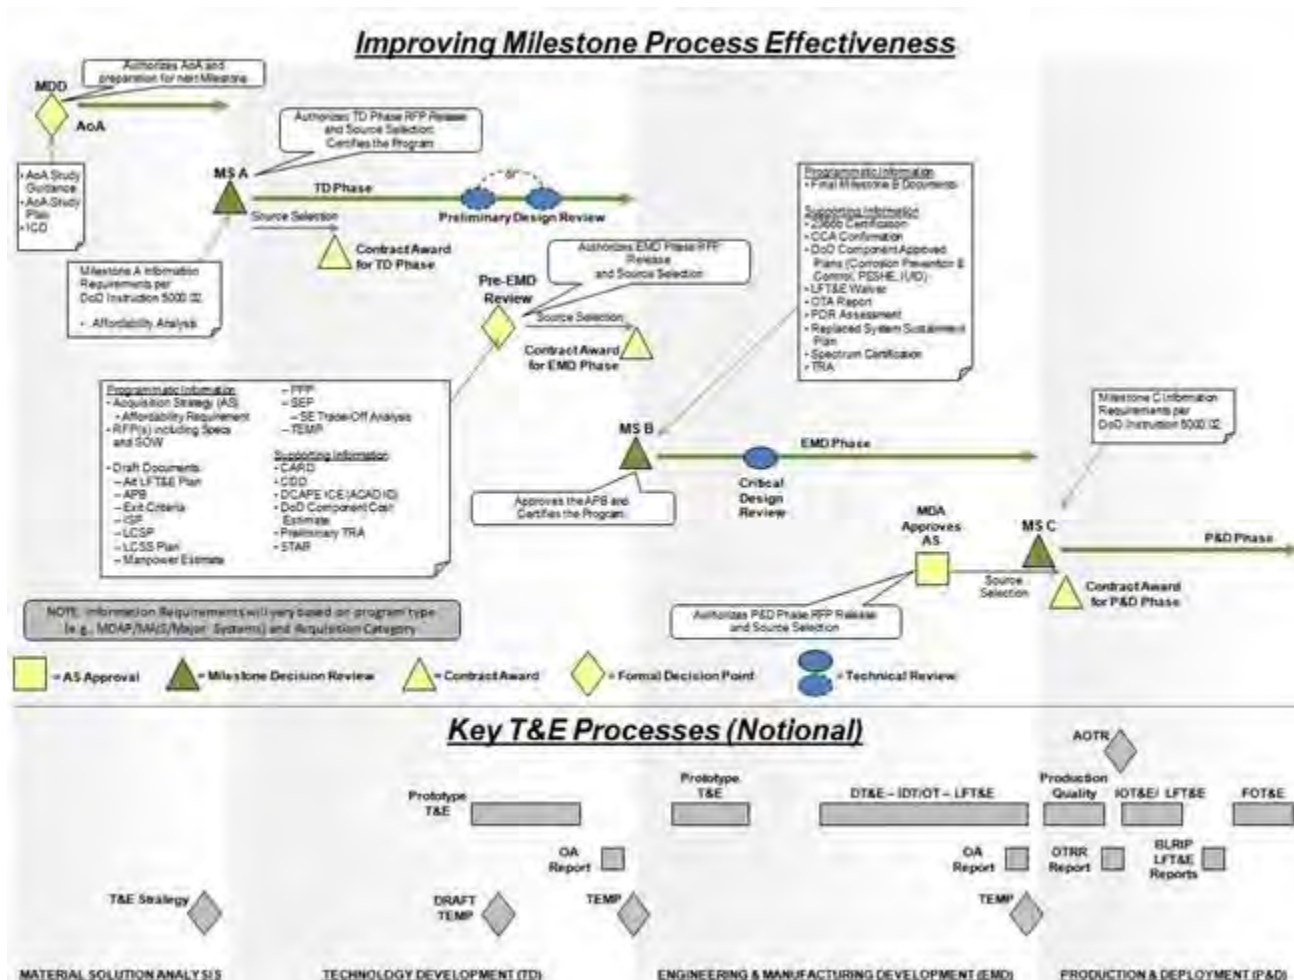 Improving Milestone Process Effectiveness
Authorizes AoA and
preparation for next Milestone
MDD
AoA
• AoA Study
Guidance
• AoA Study
Plan
• ICD
Authorizes TD Phase RFP Release
and Source Selection
Certifies the Program
MS A
TD Phase
or
Preliminary Design Review
Source Selection
Contract Award
for TD Phase
Milestone A Information
Requirements per
DoD Instruction 5000.02
• Affordability Analysis
Authorizes EMD Phase RFP
Release
and Source Selection
Pre-EMD
Review
Source Selection
Contract Award
for EMD Phase
Programmatic Information
• Final Milestone B Documents
Supporting Information
• 2366b Certification
• CCA Confirmation
• DoD Component Approved
Plans (Corrosion Prevention &
Control, PESHE, IUID)
• LFT&E Waiver
• OTA Report
• PDR Assessment
• Replaced System Sustainment
Plan
• Spectrum Certification
• TRA
Programmatic Information
• Acquisition Strategy (AS)
• Affordability Requirement
• RFP(s) including Specs
and SOW
• Draft Documents
– Alt LFT&E Plan
– APB
– Exit Criteria
– ISP
– LCSP
– LCSS Plan
– Manpower Estimate
– PPP
– SEP
– SE Trade-Off Analysis
– TEMP
Supporting Information
• CARD
• CDD
• DCAPE ICE (ACAD ID)
• DoD Component Cost
Estimate
• Preliminary TRA
• STAR
MS B
EMD Phase
Critical
Design
Review
Approves the APB and
Certifies the Program
Milestone C Information
Requirements per
DoD Instruction 5000.02
MDA
Approves
AS
MS C
P&D Phase
Source
Selection
Contract Award
for P&D Phase
Authorizes P&D Phase RFP Release
and Source Selection
NOTE: Information Requirements will vary based on program type
(e.g., MDAP/MAIS/Major Systems) and Acquisition Category
= AS Approval
= Milestone Decision Review
= Contract Award
= Formal Decision Point
= Technical Review
Key T&E Processes (Notional)
AOTR
Prototype
T&E
Prototype
T&E
DT&E – IDT/OT – LFT&E
Production
Quality
IOT&E/ LFT&E
FOT&E
OA
Report
OA
Report
OTRR
Report
BLRIP
LFT&E
Reports
T&E Strategy
DRAFT
TEMP
TEMP
TEMP
MATERIAL SOLUTION ANALYSIS
TECHNOLOGY DEVELOPMENT (TD)
ENGINEERING & MANUFACTURING DEVELOPMENT (EMD)
PRODUCTION & DEPLOYMENT (P&D)